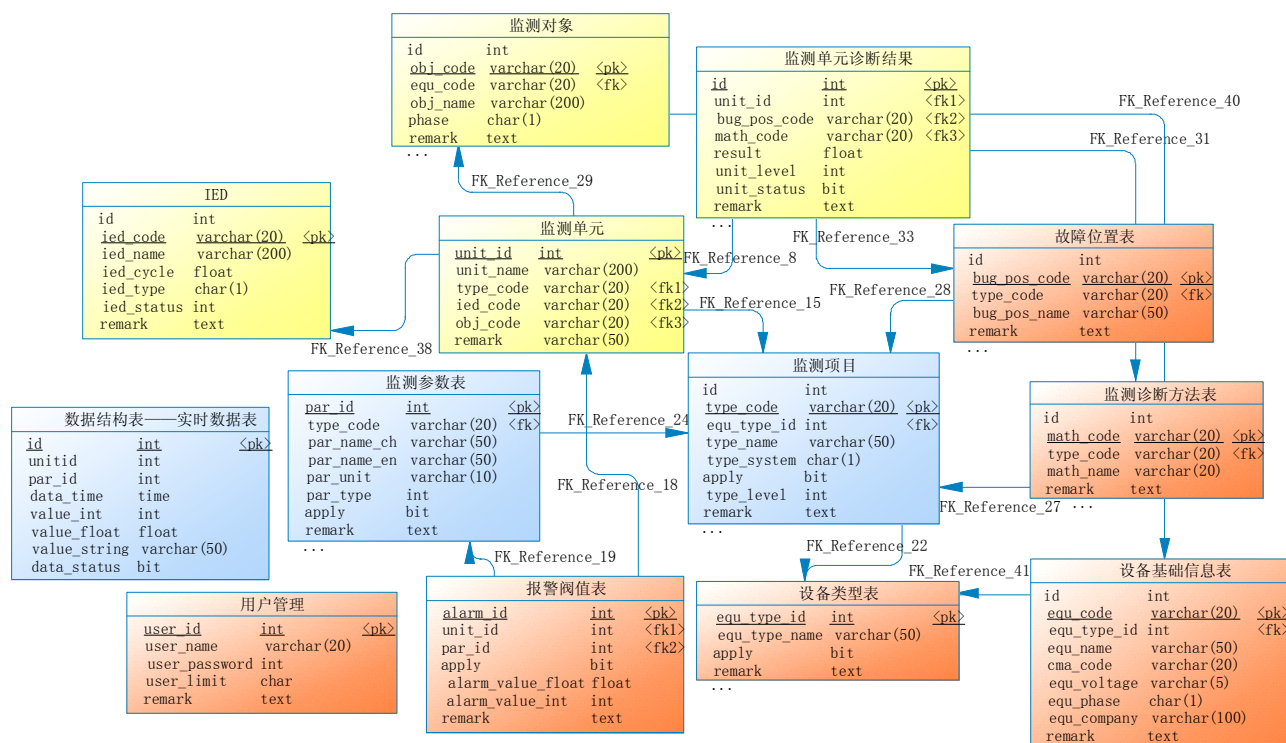 监测对象
id int
obj_code varchar(20) <pk>
equ_code varchar(20) <fk>
obj_name varchar(200)
phase char(1)
remark text
...
监测单元诊断结果
id int <pk>
unit_id int <fk1>
bug_pos_code varchar(20) <fk2>
math_code varchar(20) <fk3>
result float
unit_level int
unit_status bit
remark text
...
FK_Reference_40
FK_Reference_31
FK_Reference_29
IED
id int
ied_code varchar(20) <pk>
ied_name varchar(200)
ied_cycle float
ied_type char(1)
ied_status int
remark text
监测单元
unit_id int <pk>
unit_name varchar(200)
type_code varchar(20) <fk1>
ied_code varchar(20) <fk2>
obj_code varchar(20) <fk3>
remark varchar(50)
FK_Reference_8
FK_Reference_33
故障位置表
id int
bug_pos_code varchar(20) <pk>
type_code varchar(20) <fk>
bug_pos_name varchar(50)
remark text
...
FK_Reference_15
FK_Reference_28
FK_Reference_38
监测参数表
par_id int <pk>
type_code varchar(20) <fk>
par_name_ch varchar(50)
par_name_en varchar(50)
par_unit varchar(10)
par_type int
apply bit
remark text
...
FK_Reference_24
监测项目
id int
type_code varchar(20) <pk>
equ_type_id int <fk>
type_name varchar(50)
type_system char(1)
apply bit
type_level int
remark text
...
监测诊断方法表
id int
math_code varchar(20) <pk>
type_code varchar(20) <fk>
math_name varchar(20)
remark text
...
数据结构表——实时数据表
id int <pk>
unitid int
par_id int
data_time time
value_int int
value_float float
value_string varchar(50)
data_status bit
FK_Reference_18
FK_Reference_27
FK_Reference_19
FK_Reference_22
FK_Reference_41
用户管理
user_id int <pk>
user_name varchar(20)
user_password int
user_limit char
remark text
报警阀值表
alarm_id int <pk>
unit_id int <fk1>
par_id int <fk2>
apply bit
alarm_value_float float
alarm_value_int int
remark text
设备类型表
equ_type_id int <pk>
equ_type_name varchar(50)
apply bit
remark text
...
设备基础信息表
id int
equ_code varchar(20) <pk>
equ_type_id int <fk>
equ_name varchar(50)
cma_code varchar(20)
equ_voltage varchar(5)
equ_phase char(1)
equ_company varchar(100)
remark text